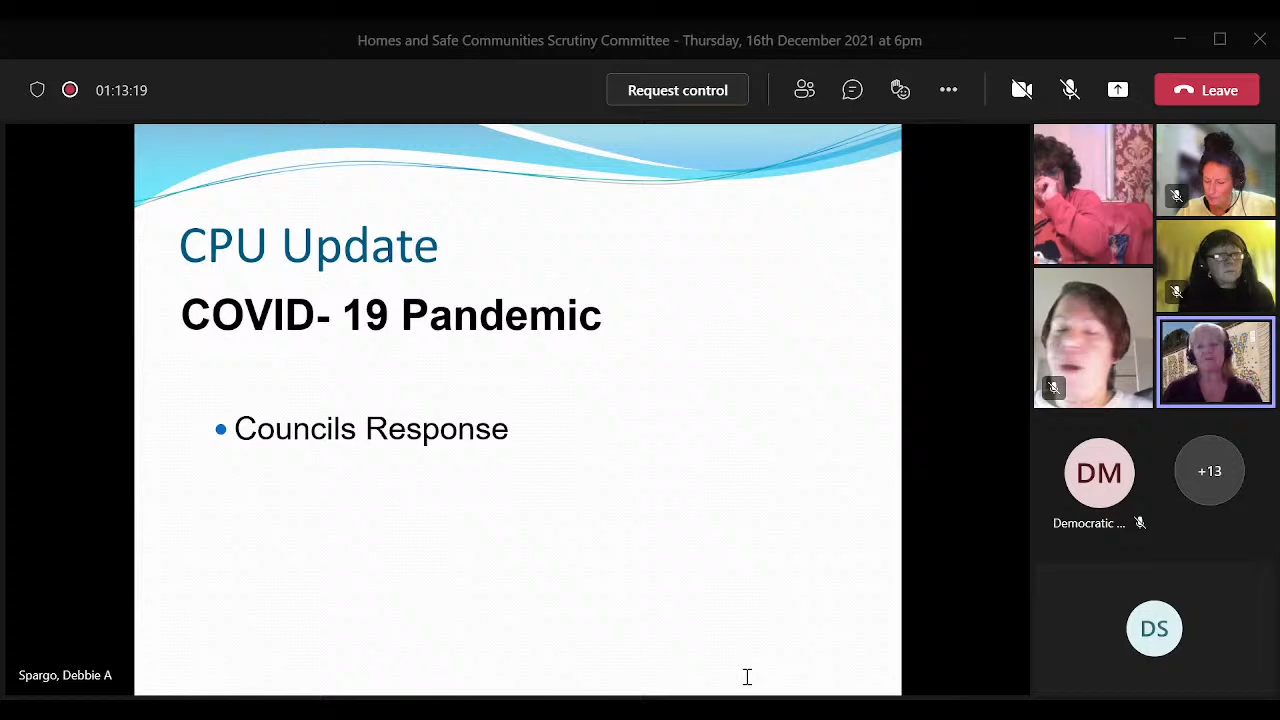 Homes and Safe Communities Scrutiny Committee - Thursday, 16th December 2021 at 6pm
01:13:19
Request control
Leave
CPU Update
COVID- 19 Pandemic
• Councils Response
DM
+13
Democratic ...
DS
Spargo, Debbie A